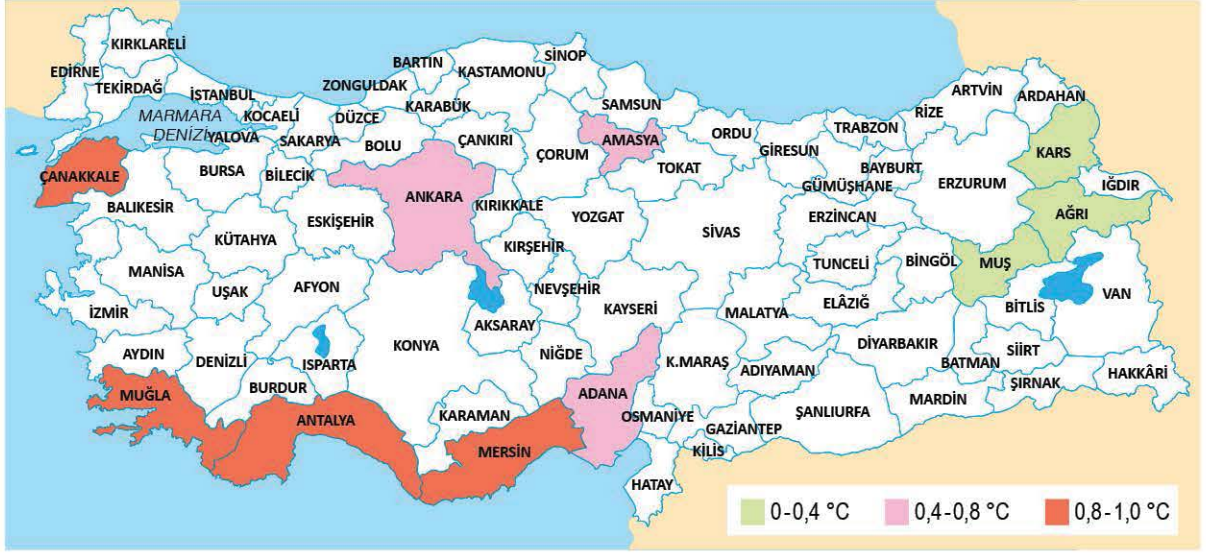 KIRKLARELİ
EDİRNE
TEKİRDAĞ
İSTANBUL
MARMARA
DENİZİ
YALOVA
KOCAELİ
SAKARYA
DÜZCE
ZONGULDAK
BARTIN
KARABÜK
KASTAMONU
SİNOP
SAMSUN
AMASYA
ORDU
GİRESUN
TRABZON
RİZE
ARTVİN
ARDAHAN
KARS
IĞDIR
AĞRI
ERZURUM
BAYBURT
GÜMÜŞHANE
TOKAT
ÇORUM
ÇANKIRI
BOLU
BİLECİK
BURSA
ÇANAKKALE
BALIKESİR
KÜTAHYA
ESKİŞEHİR
ANKARA
KIRIKKALE
YOZGAT
SİVAS
ERZİNCAN
TUNCELİ
BİNGÖL
MUŞ
BİTLİS
VAN
ELÂZIĞ
MALATYA
KAYSERİ
NEVŞEHİR
KIRŞEHİR
AKSARAY
KONYA
AFYON
UŞAK
MANİSA
İZMİR
AYDIN
DENİZLİ
ISPARTA
BURDUR
MUĞLA
ANTALYA
KARAMAN
MERSİN
NİĞDE
ADANA
K.MARAŞ
OSMANİYE
ADIYAMAN
GAZİANTEP
KİLİS
HATAY
ŞANLIURFA
DİYARBAKIR
MARDİN
BATMAN
SİİRT
ŞIRNAK
HAKKÂRİ
0-0,4 °C
0,4-0,8 °C
0,8-1,0 °C